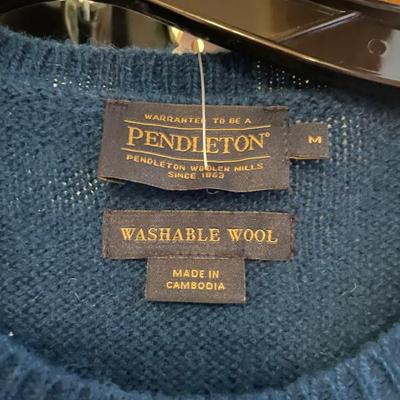 WARRANTED TO BE A
PENDLETON®
M
PENDLETON WOOLEN MILLS
SINCE 1863
WASHABLE WOOL
MADE IN
CAMBODIA